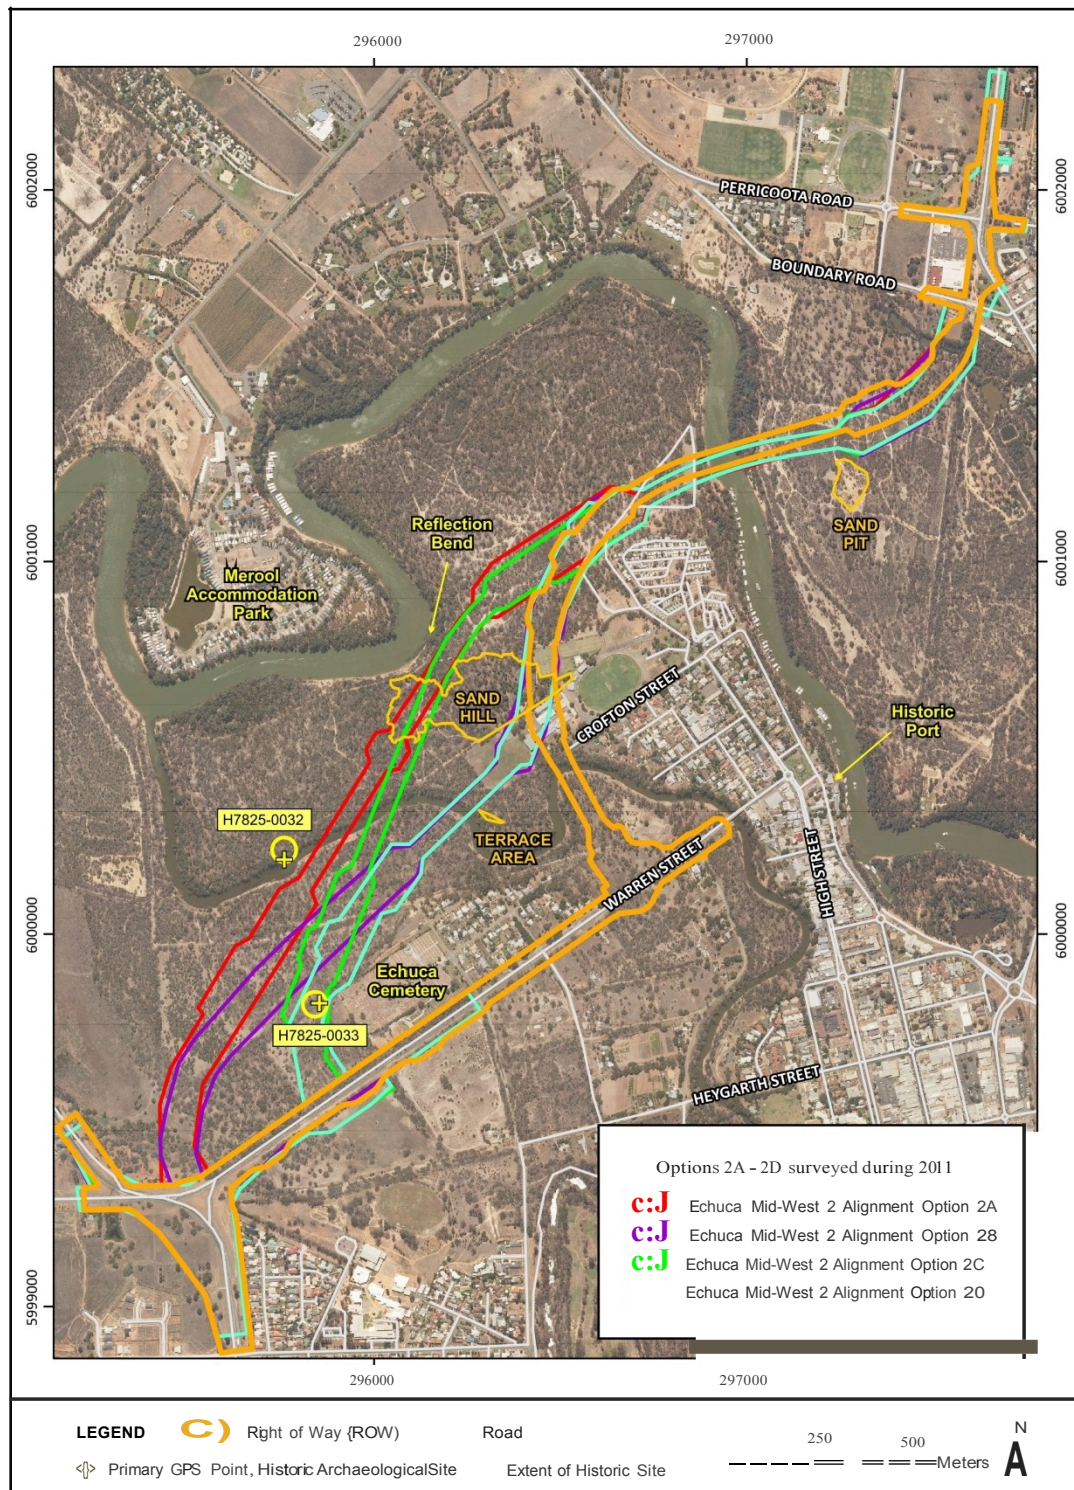 296000
297000
6002000
6002000
PERRICOOTA ROAD
BOUNDARY ROAD
6001000
6001000
Reflection
Bend
SAND
PIT
Merool
Accommodation
Park
SAND
HILL
CROFTON STREET
Historic
Port
H7825-0032
TERRACE
AREA
WARREN STREET
HIGH STREET
6000000
6000000
Echuca
Cemetery
H7825-0033
HEYGARTH STREET
Options 2A - 2D surveyed during 2011
c:J Echuca Mid-West 2 Alignment Option 2A
c:J Echuca Mid-West 2 Alignment Option 28
c:J Echuca Mid-West 2 Alignment Option 2C
Echuca Mid-West 2 Alignment Option 20
5999000
5999000
296000
297000
LEGEND C) Right of Way {ROW) Road
Primary GPS Point, Historic Archaeological Site Extent of Historic Site
250 500
Meters
N
A